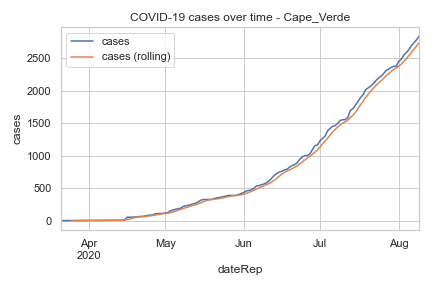 COVID-19 cases over time - Cape_Verde
cases
cases (rolling)
2500
2000
1500
1000
500
0
cases
Apr
2020
May
Jun
Jul
Aug
dateRep